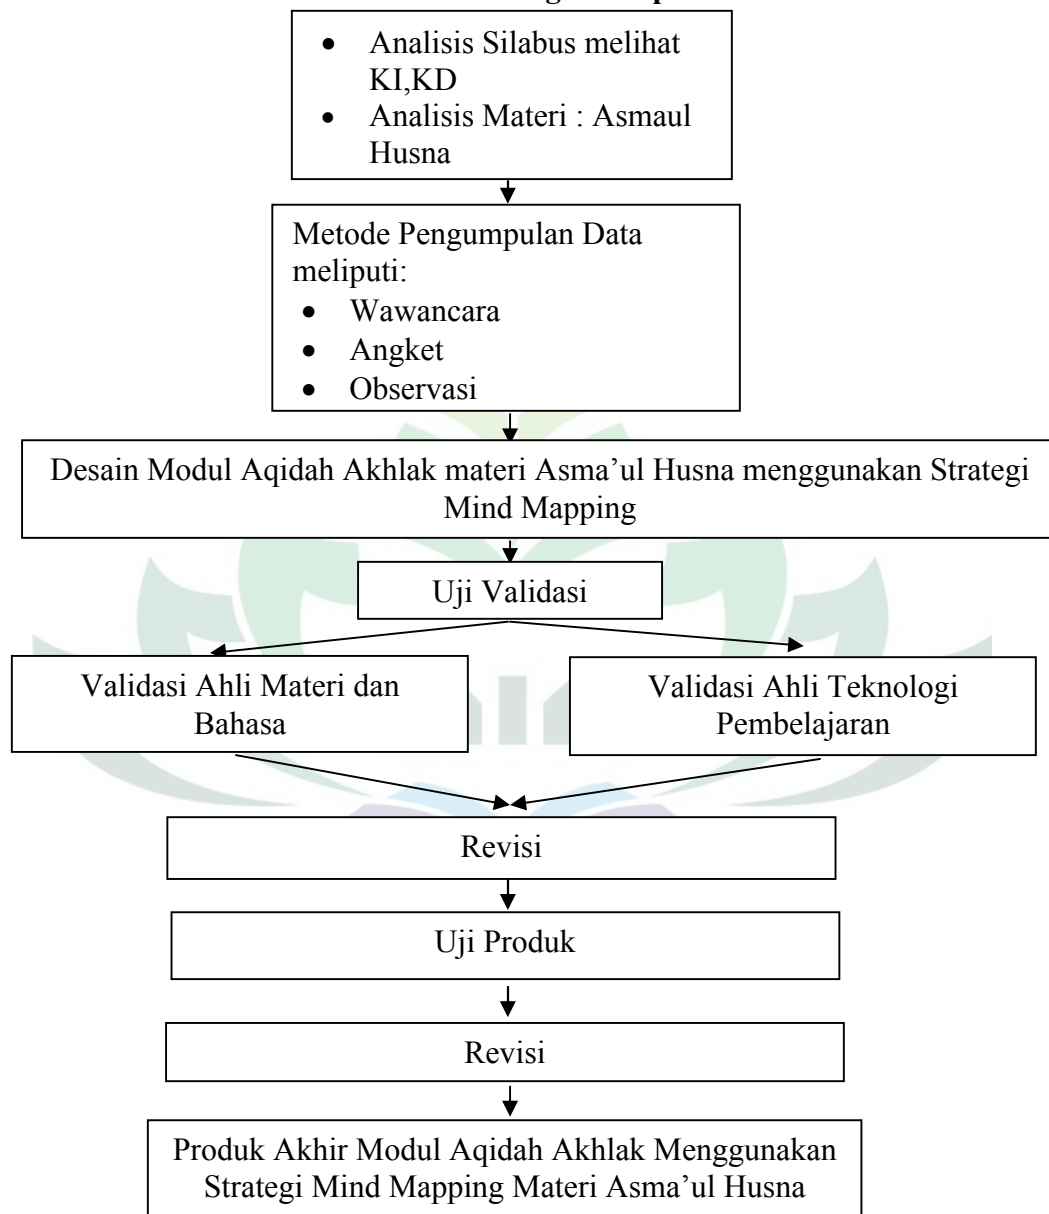 • Analisis Silabus melihat
KI,KD
• Analisis Materi : Asmaul
Husna
Metode Pengumpulan Data
meliputi:
• Wawancara
• Angket
• Observasi
Desain Modul Aqidah Akhlak materi Asma’ul Husna menggunakan Strategi
Mind Mapping
Uji Validasi
Validasi Ahli Materi dan
Bahasa
Validasi Ahli Teknologi
Pembelajaran
Revisi
Uji Produk
Revisi
Produk Akhir Modul Aqidah Akhlak Menggunakan
Strategi Mind Mapping Materi Asma’ul Husna